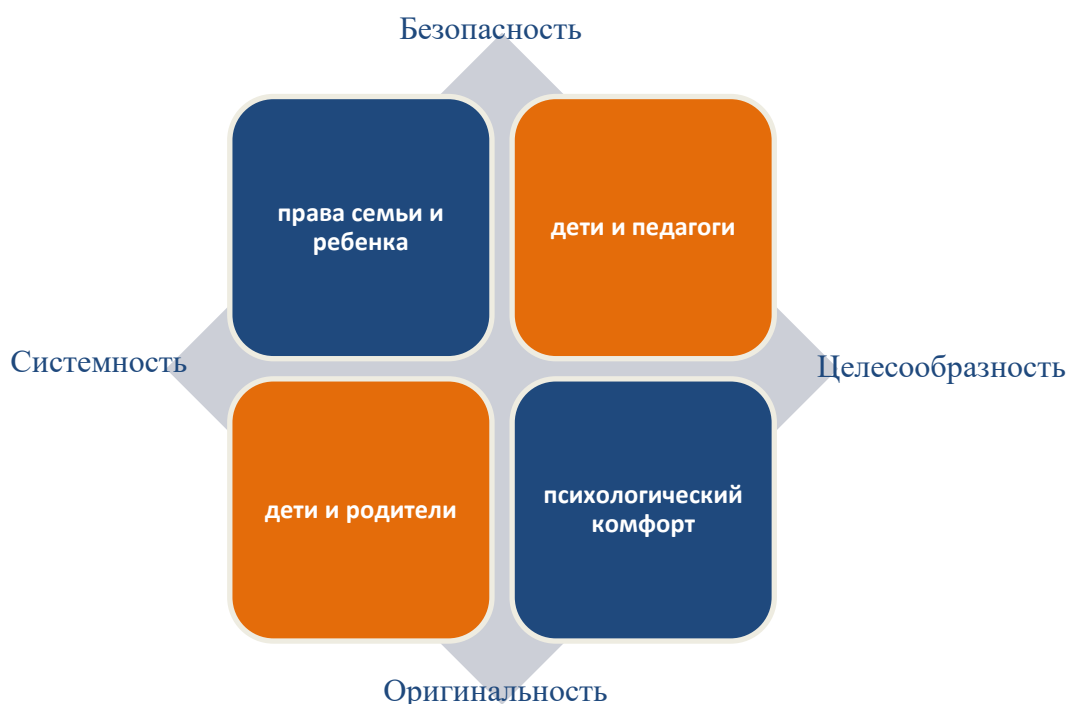 Безопасность
права семьи и
ребенка
дети и педагоги
Системность
Целесообразность
дети и родители
психологический
комфорт
Оригинальность